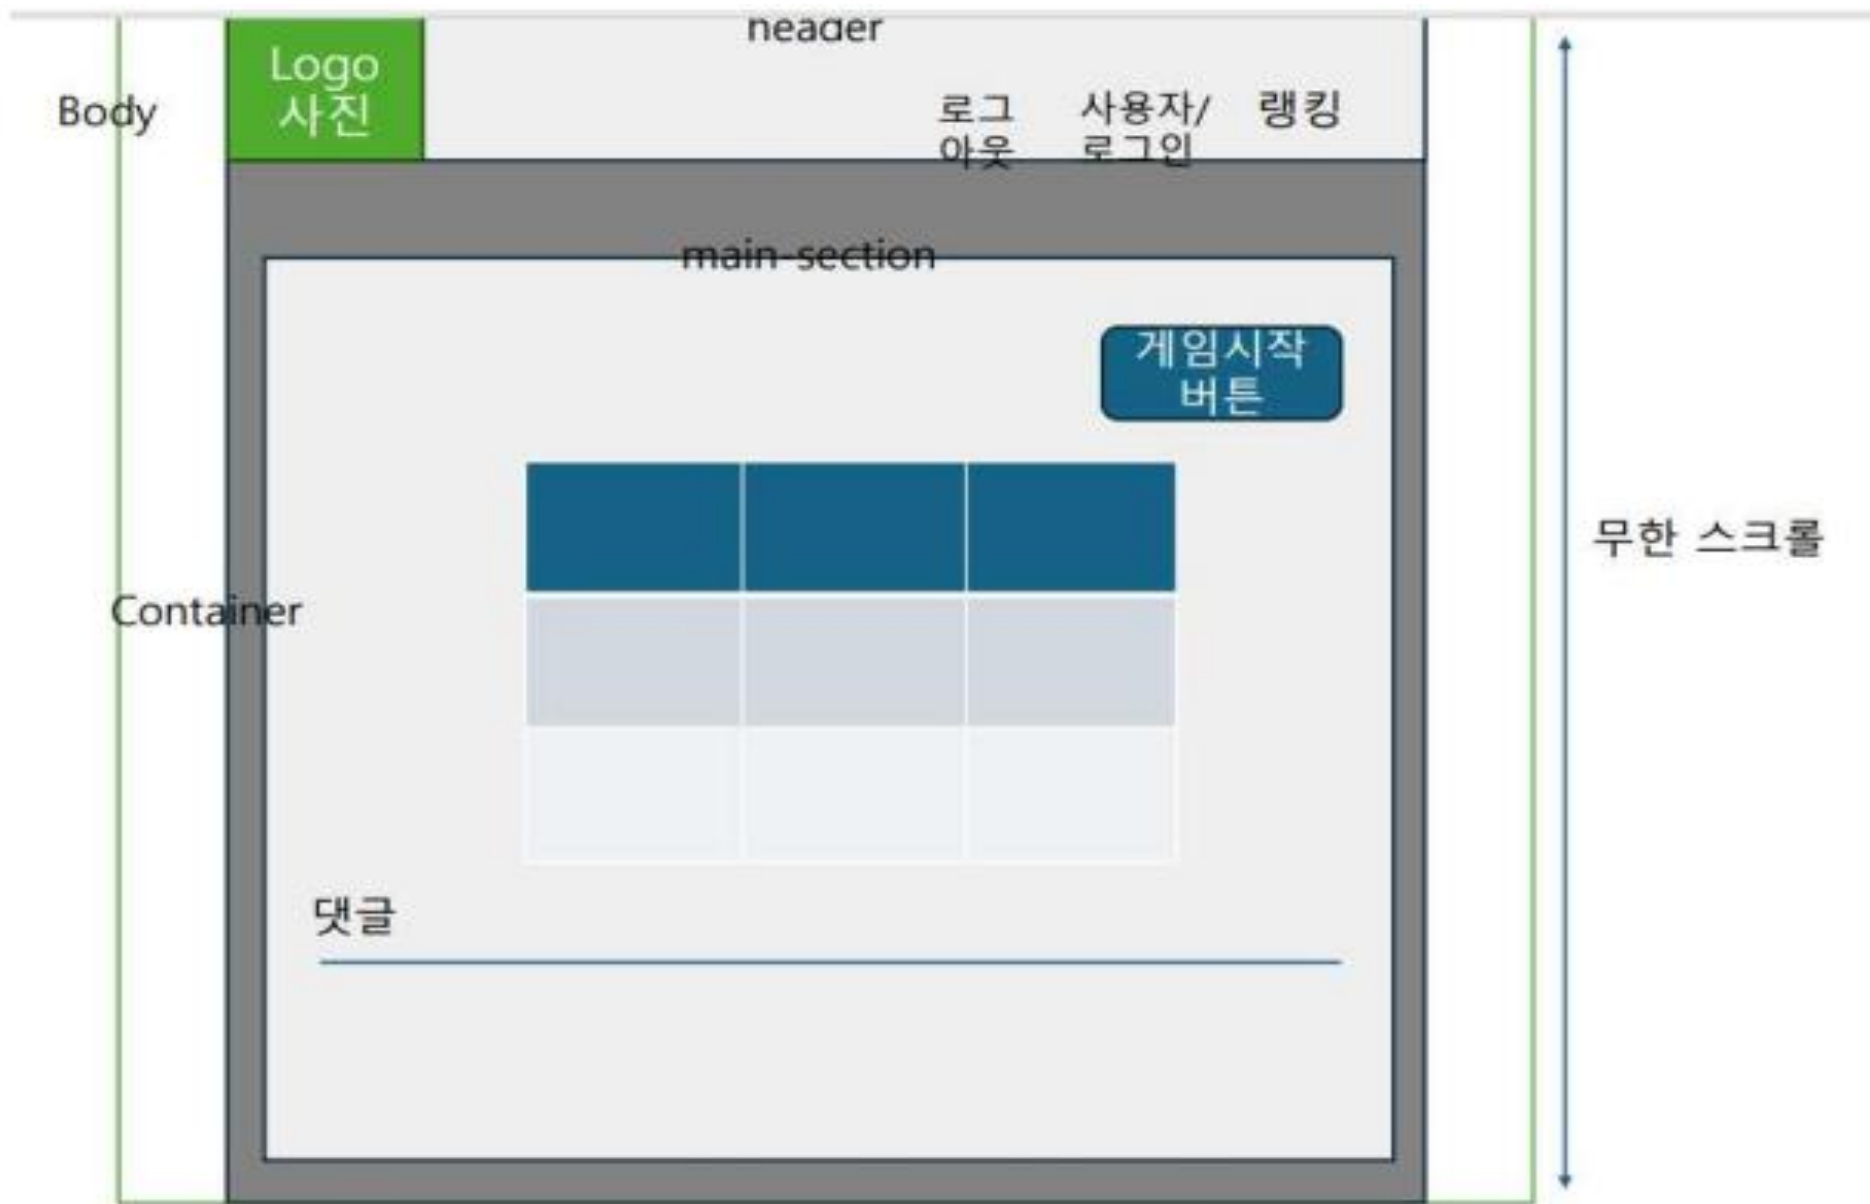 header
Logo
사진
Body
로그
아웃
사용자/
로그인
랭킹
main-section
게임시작
버튼
무한 스크롤
Container
댓글